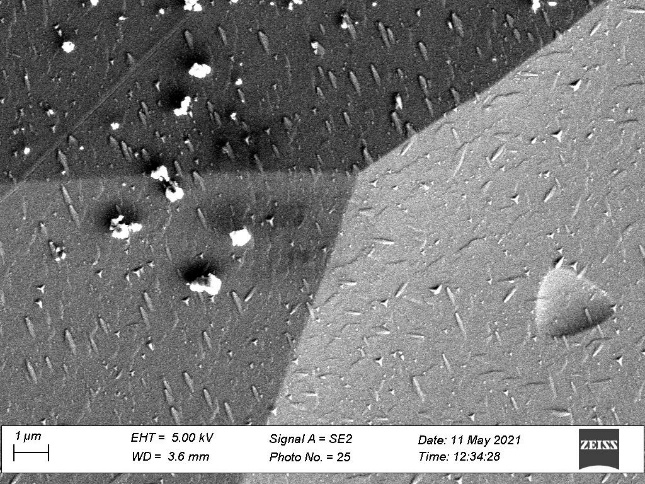 1 µm
EHT = 5.00 kV
Signal A = SE2
Date: 11 May 2021
ZEISS
WD = 3.6 mm
Photo No. = 25
Time: 12:34:28